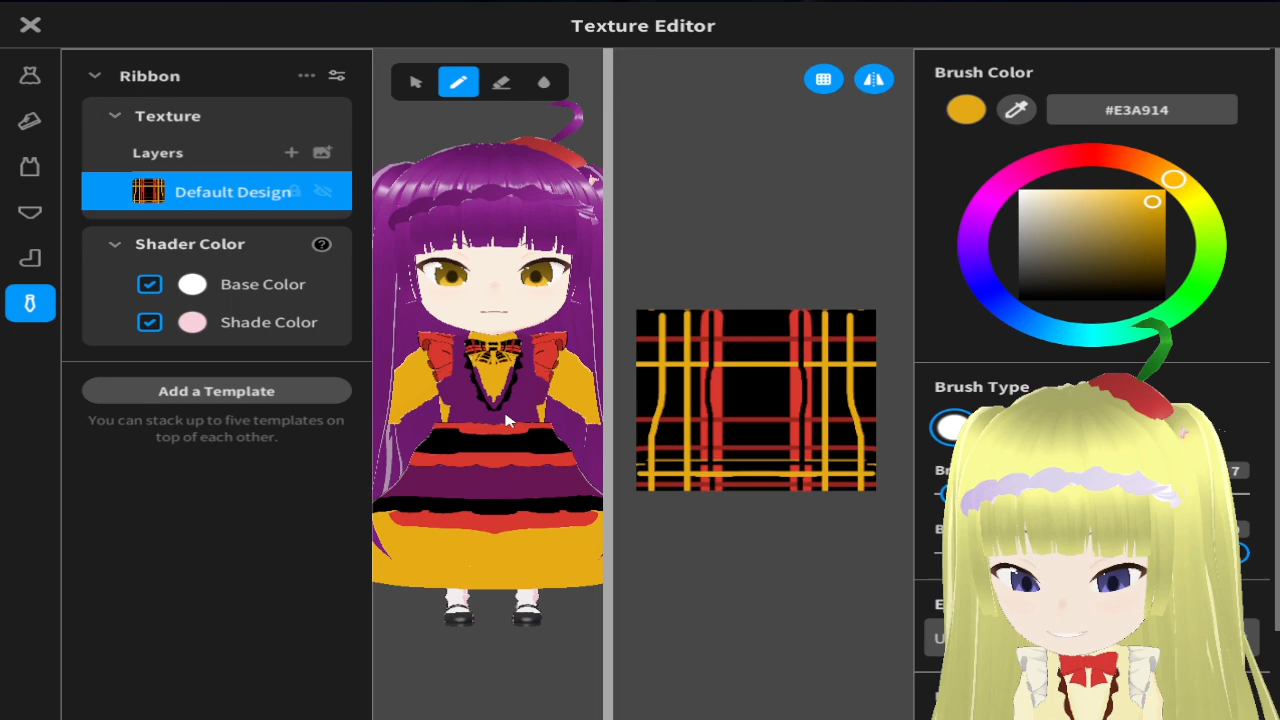 Texture Editor
Ribbon
Texture
Layers
Default Design
Shader Color
Base Color
Shade Color
Add a Template
You can stack up to five templates on
top of each other.
Brush Color
#E3A914
Brush Type
7